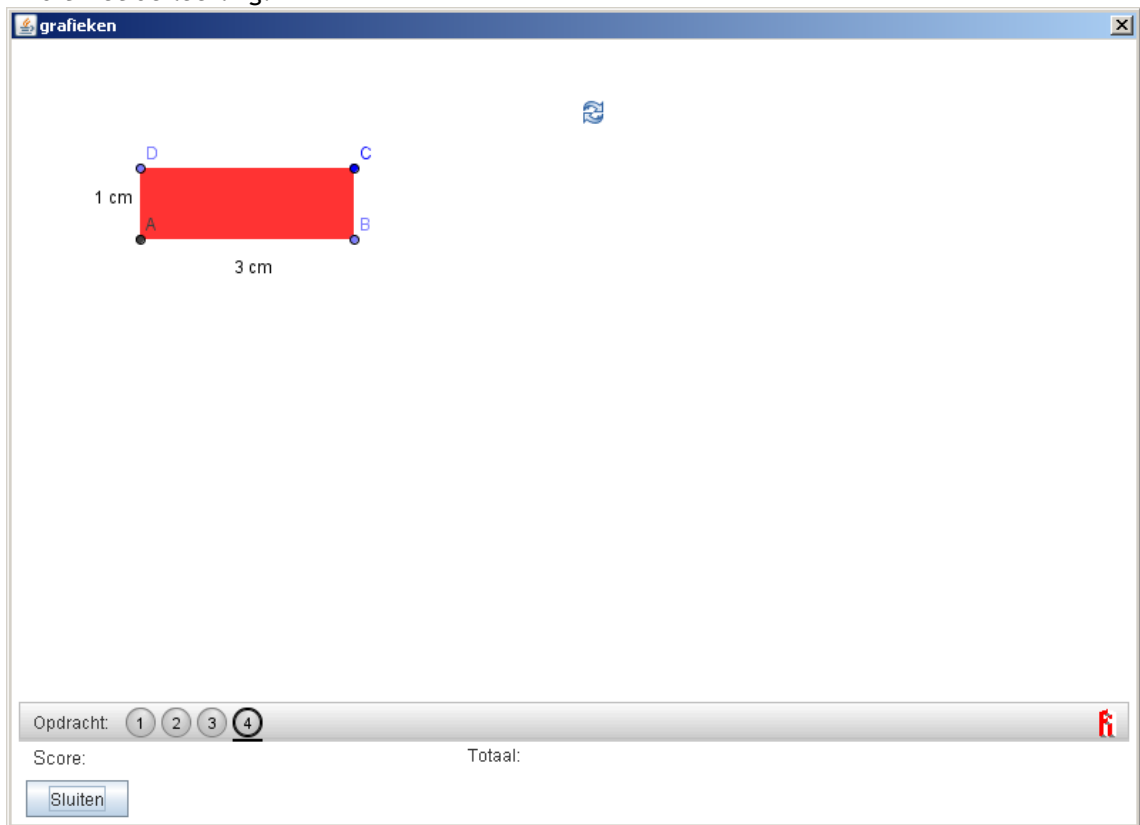 grafieken
D
C
1 cm
A
B
3 cm
Opdracht: 1 2 3 4
Score:
Totaal:
Sluiten